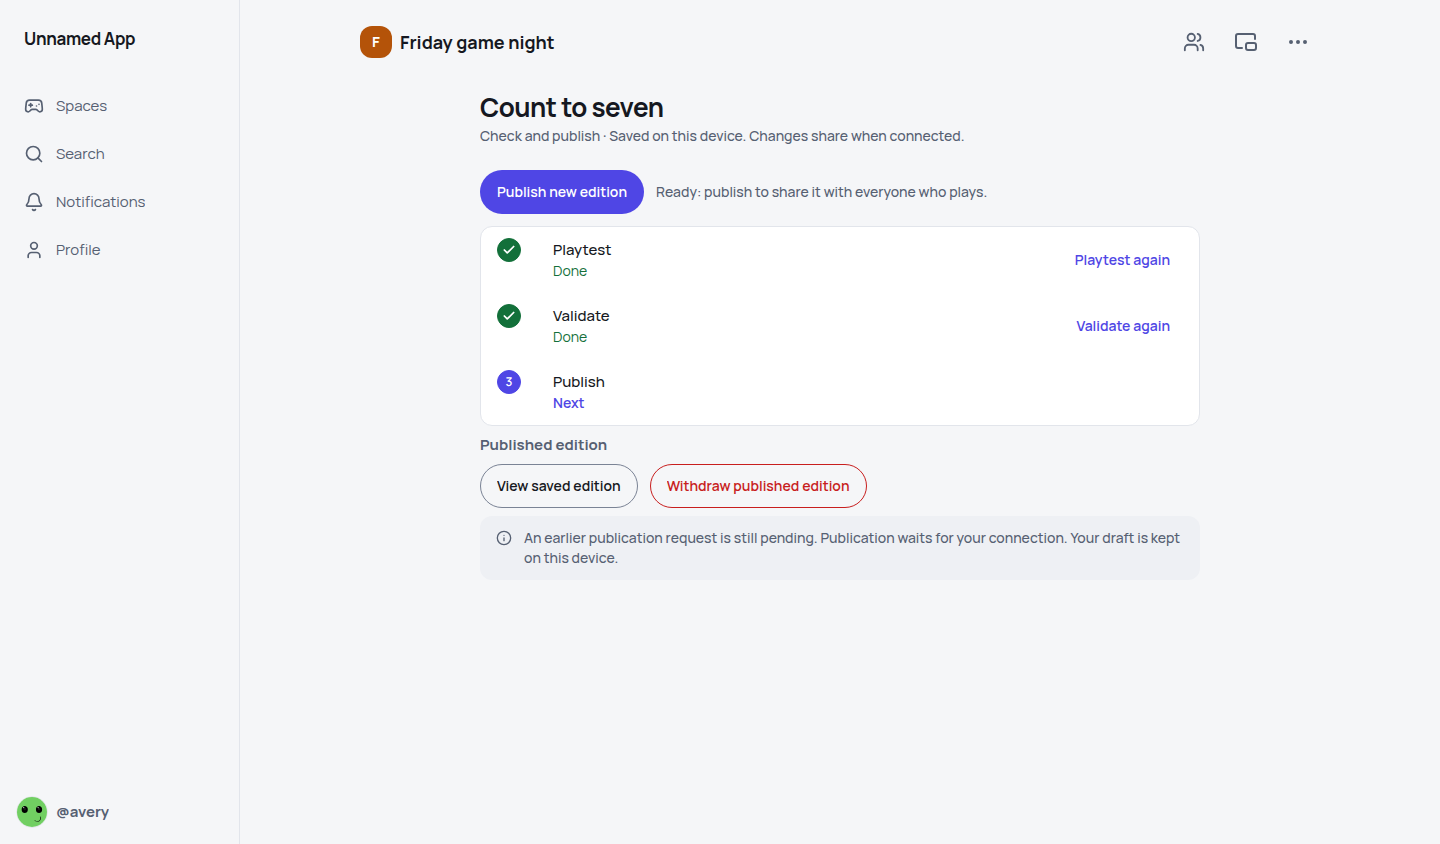 Unnamed App
Spaces
Search
Notifications
Profile
@avery
F
Friday game night
Count to seven
Check and publish · Saved on this device. Changes share when connected.
Publish new edition
Ready: publish to share it with everyone who plays.
Playtest
Done
Playtest again
Validate
Done
Validate again
3
Publish
Next
Published edition
View saved edition
Withdraw published edition
An earlier publication request is still pending. Publication waits for your connection. Your draft is kept
on this device.